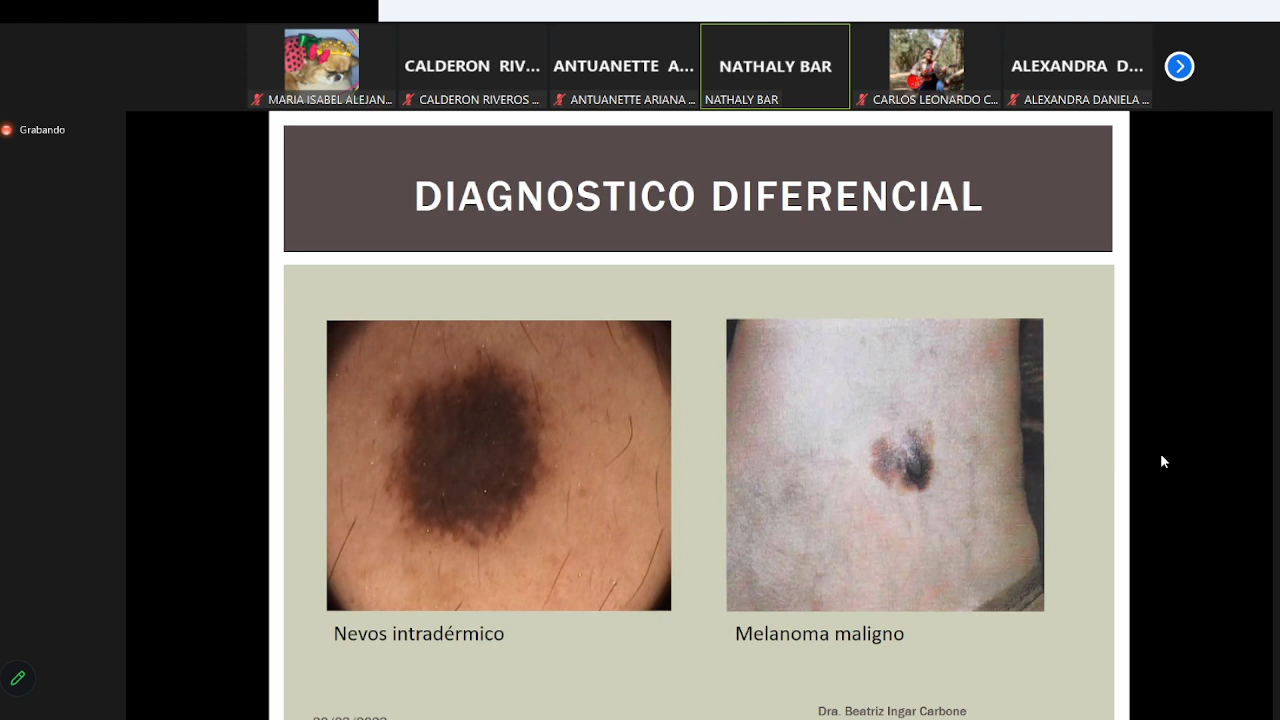 CALDERON RIV...
ANTUANETTE A...
NATHALY BAR
ALEXANDRA D...
MARIA ISABEL ALEJAN...
CALDERON RIVEROS ...
ANTUANETTE ARIANA ...
NATHALY BAR
CARLOS LEONARDO C...
ALEXANDRA DANIELA ...
Grabando
DIAGNOSTICO DIFERENCIAL
Nevos intradérmico
Melanoma maligno
Dra. Beatriz Ingar Carbone